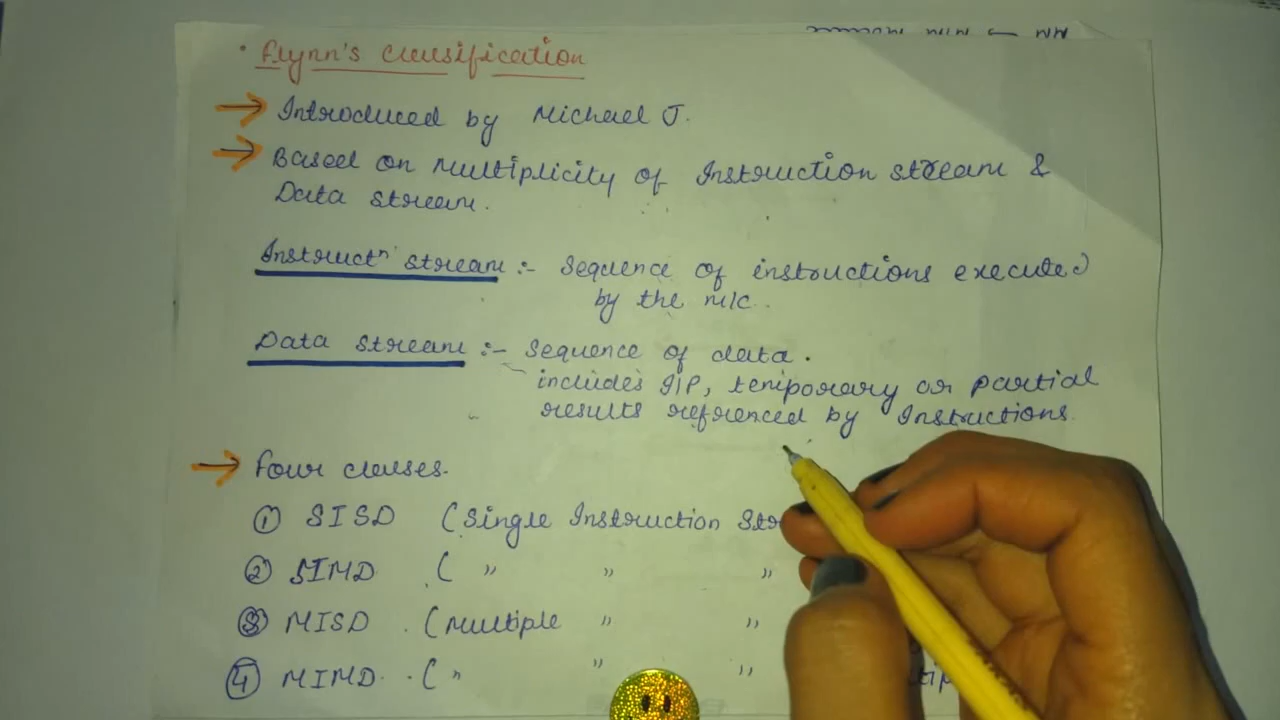 • Flynn's classification
→ Introduced by Michael J.
→ Based on multiplicity of Instruction stream &
Data stream.
Instructⁿ stream :- sequence of instructions executed
by the m/c.
Data stream :- sequence of data.
includes I/P, temporary or partial
results refrenced by Instructions.
→ Four classes.
① SISD (Single Instruction
② SIMD ( " " "
③ MISD (Multiple " "
④ MIMD ( " " "